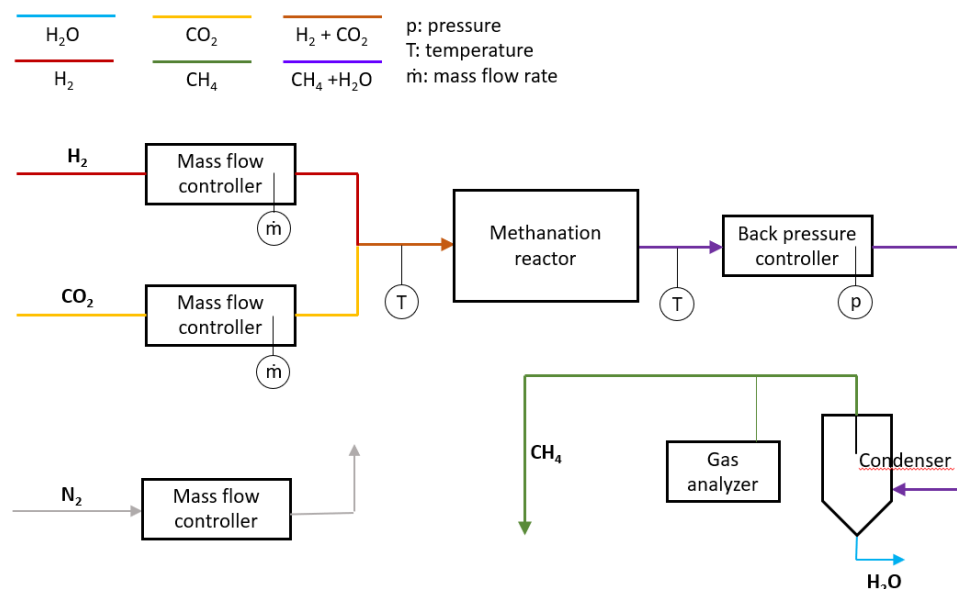 H₂O
CO₂
H₂ + CO₂
p: pressure
T: temperature
H₂
CH₄
CH₄ +H₂O
ṁ: mass flow rate
H₂
Mass flow
controller
ṁ
Methanation
reactor
Back pressure
controller
T
T
p
CO₂
Mass flow
controller
ṁ
CH₄
Gas
analyzer
Condenser
N₂
Mass flow
controller
H₂O